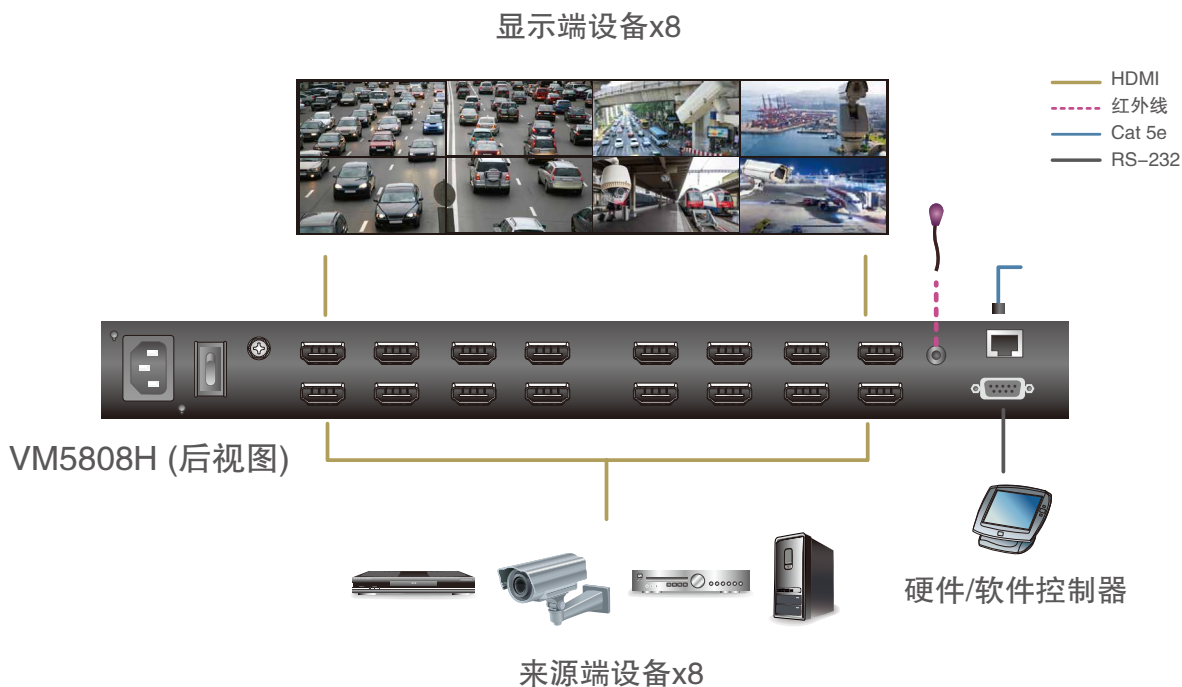 显示端设备x8
HDMI
红外线
Cat 5e
RS-232
VM5808H (后视图)
硬件/软件控制器
来源端设备x8